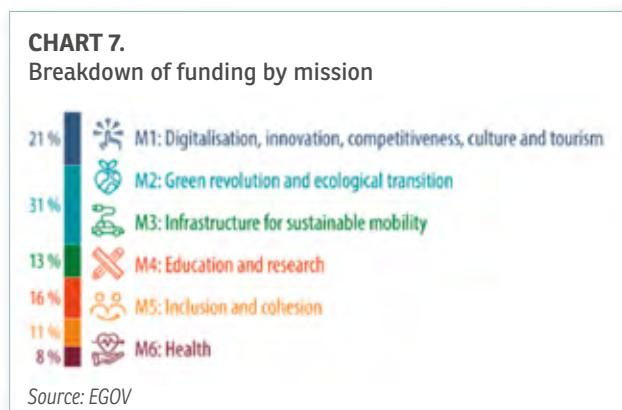 CHART 7.
Breakdown of funding by mission
21 % M1: Digitalisation, innovation, competitiveness, culture and tourism
M2: Green revolution and ecological transition
31 %
M3: Infrastructure for sustainable mobility
13 % M4: Education and research
16 %
M5: Inclusion and cohesion
11 %
8 % M6: Health
Source: EGOV